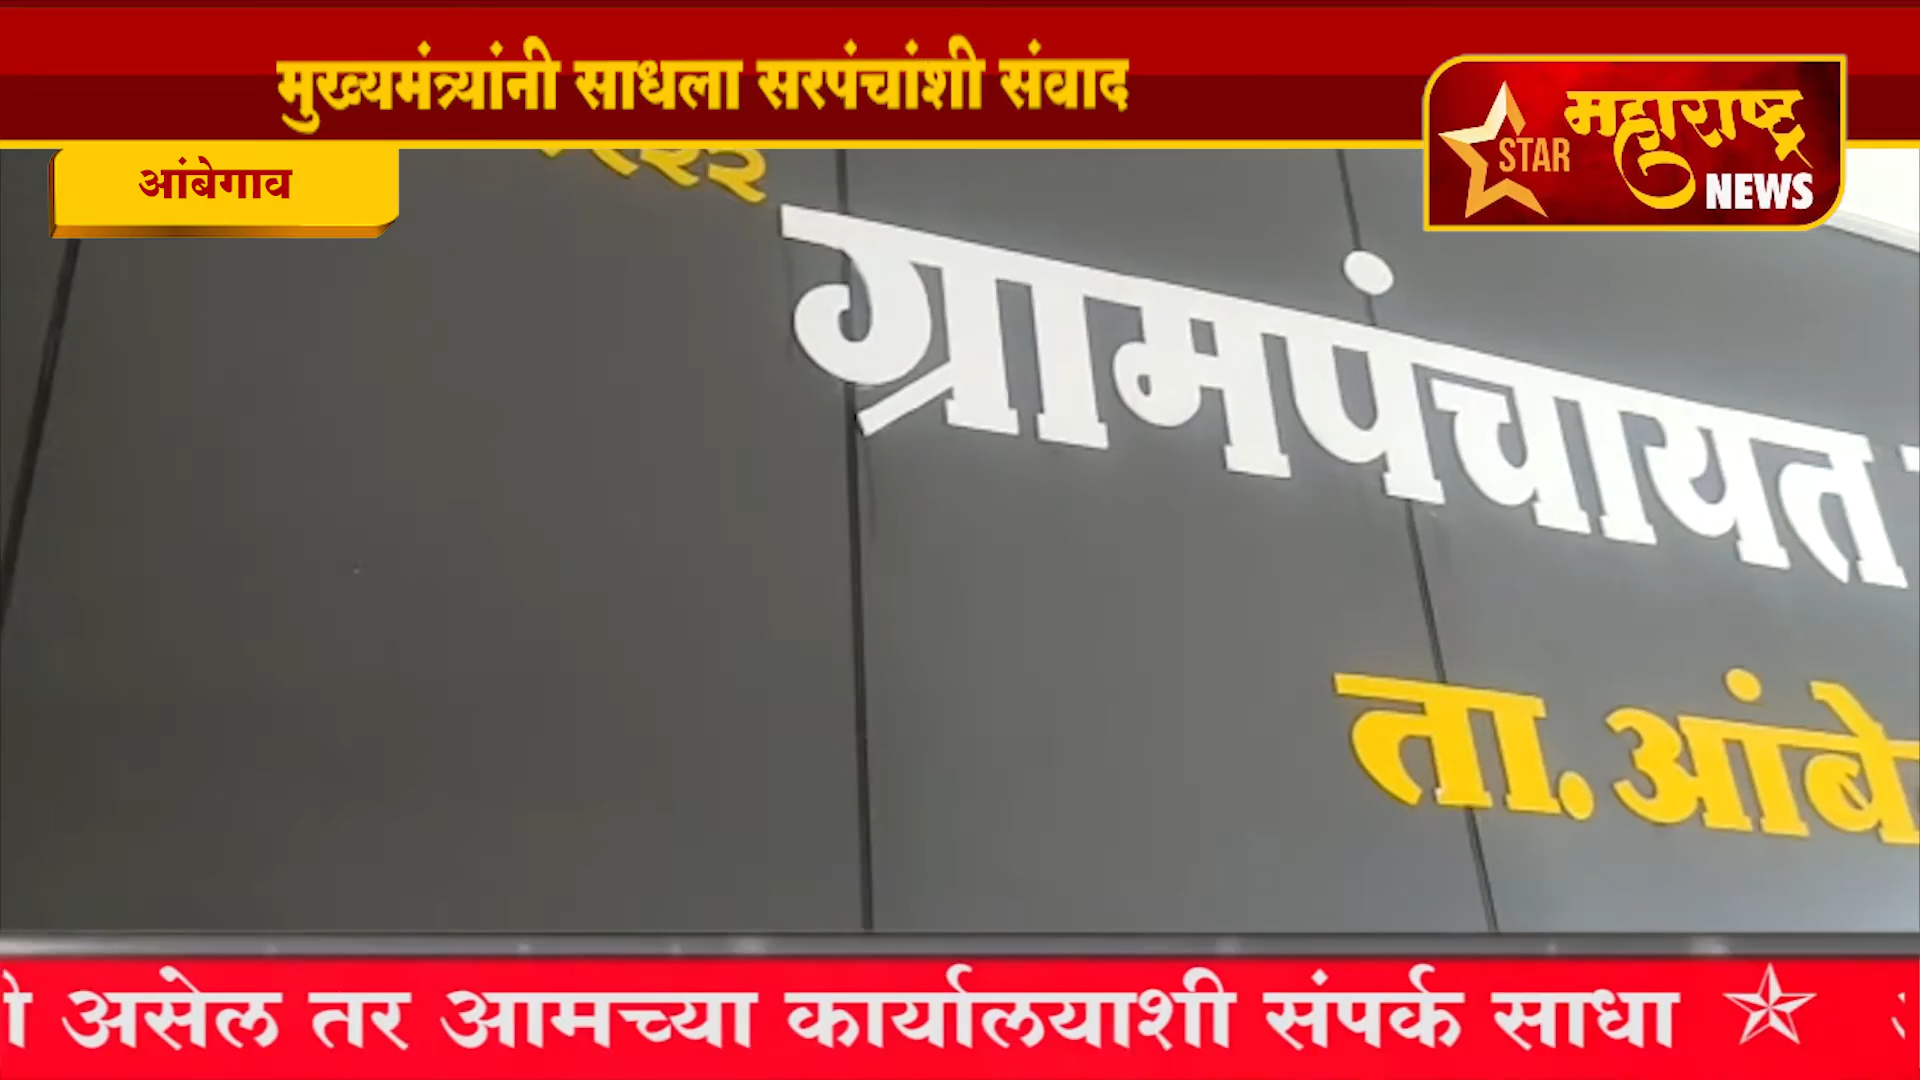 मुख्यमंत्र्यांनी साधला सरपंचांशी संवाद
STAR महाराष्ट्र NEWS
आंबेगाव
ग्रामपंचायत
ता. आंबे
असेल तर आमच्या कार्यालयाशी संपर्क साधा